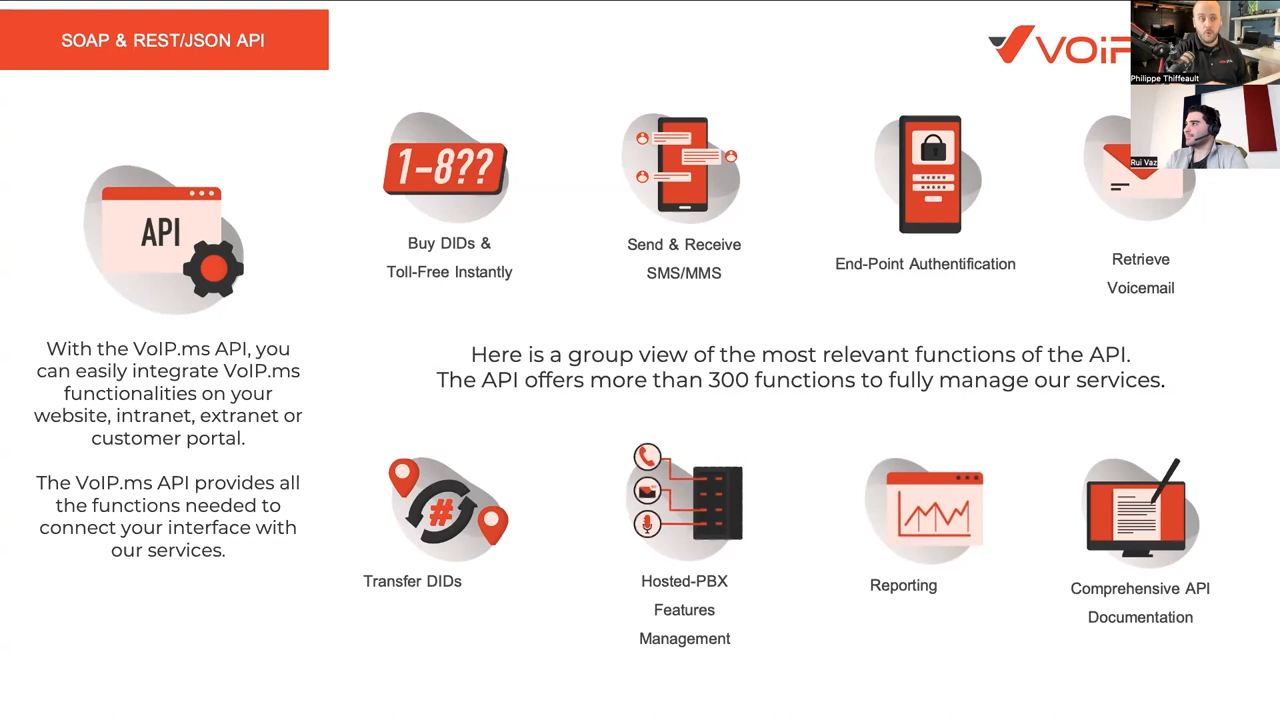 SOAP & REST/JSON API
VOiP
Philippe Thiffeault
Rui Vaz
API
With the VoIP.ms API, you
can easily integrate VoIP.ms
functionalities on your
website, intranet, extranet or
customer portal.
The VoIP.ms API provides all
the functions needed to
connect your interface with
our services.
1-8??
Buy DIDs &
Toll-Free Instantly
Send & Receive
SMS/MMS
End-Point Authentification
Retrieve
Voicemail
Here is a group view of the most relevant functions of the API.
The API offers more than 300 functions to fully manage our services.
#
Transfer DIDs
Hosted-PBX
Features
Management
Reporting
Comprehensive API
Documentation